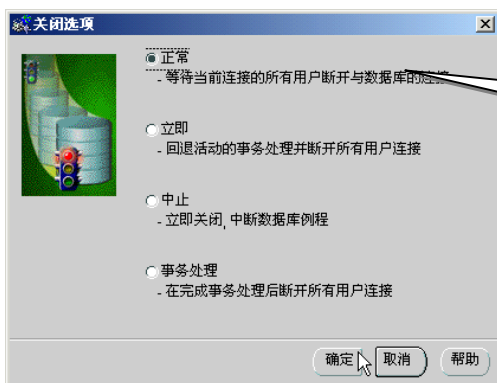 关闭选项
正常
- 等待当前连接的所有用户断开与数据库的连接
立即
- 回退活动的事务处理并断开所有用户连接
中止
- 立即关闭, 中断数据库例程
事务处理
- 在完成事务处理后断开所有用户连接
确定 取消 帮助